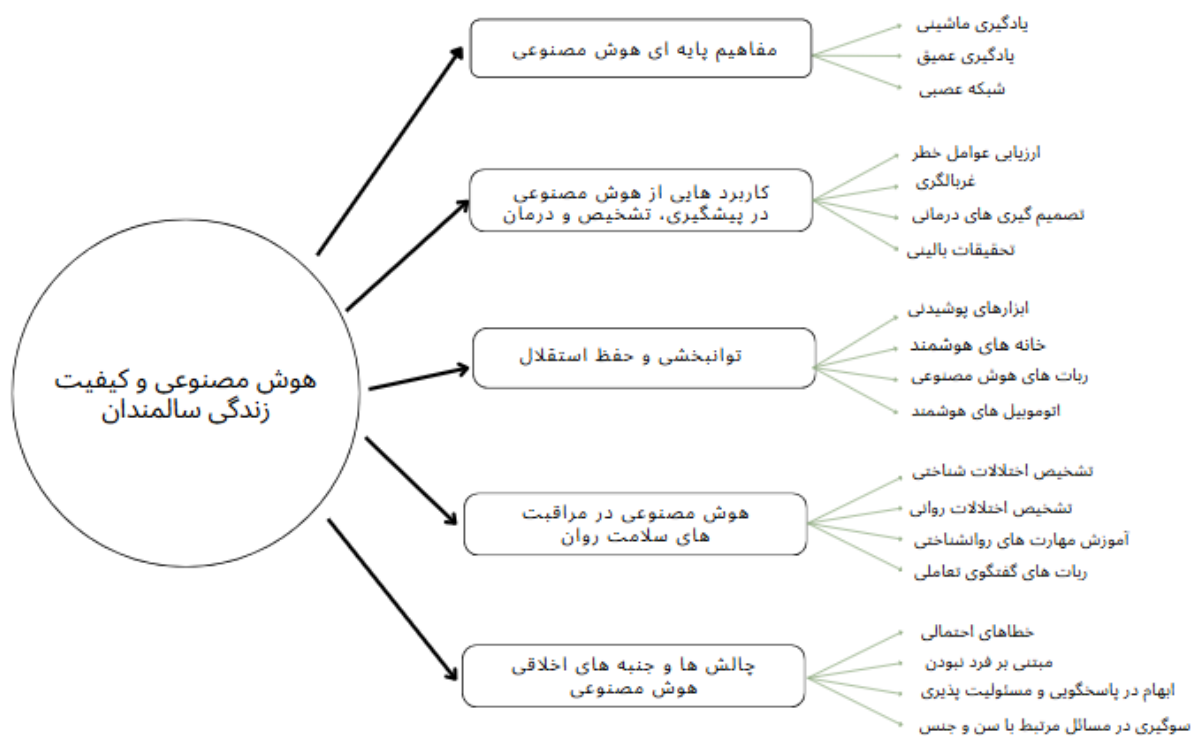 هوش مصنوعی و کیفیت
زندگی سالمندان
مفاهیم پایه ای هوش مصنوعی
یادگیری ماشینی
یادگیری عمیق
شبکه عصبی
کاربرد هایی از هوش مصنوعی
در پیشگیری، تشخیص و درمان
ارزیابی عوامل خطر
غربالگری
تصمیم گیری های درمانی
تحقیقات بالینی
توانبخشی و حفظ استقلال
ابزارهای پوشیدنی
خانه های هوشمند
ربات های هوش مصنوعی
اتوموبیل های هوشمند
هوش مصنوعی در مراقبت
های سلامت روان
تشخیص اختلالات شناختی
تشخیص اختلالات روانی
آموزش مهارت های روانشناختی
ربات های گفتگوی تعاملی
چالش ها و جنبه های اخلاقی
هوش مصنوعی
خطاهای احتمالی
مبتنی بر فرد نبودن
ابهام در پاسخگویی و مسئولیت پذیری
سوگیری در مسائل مرتبط با سن و جنس